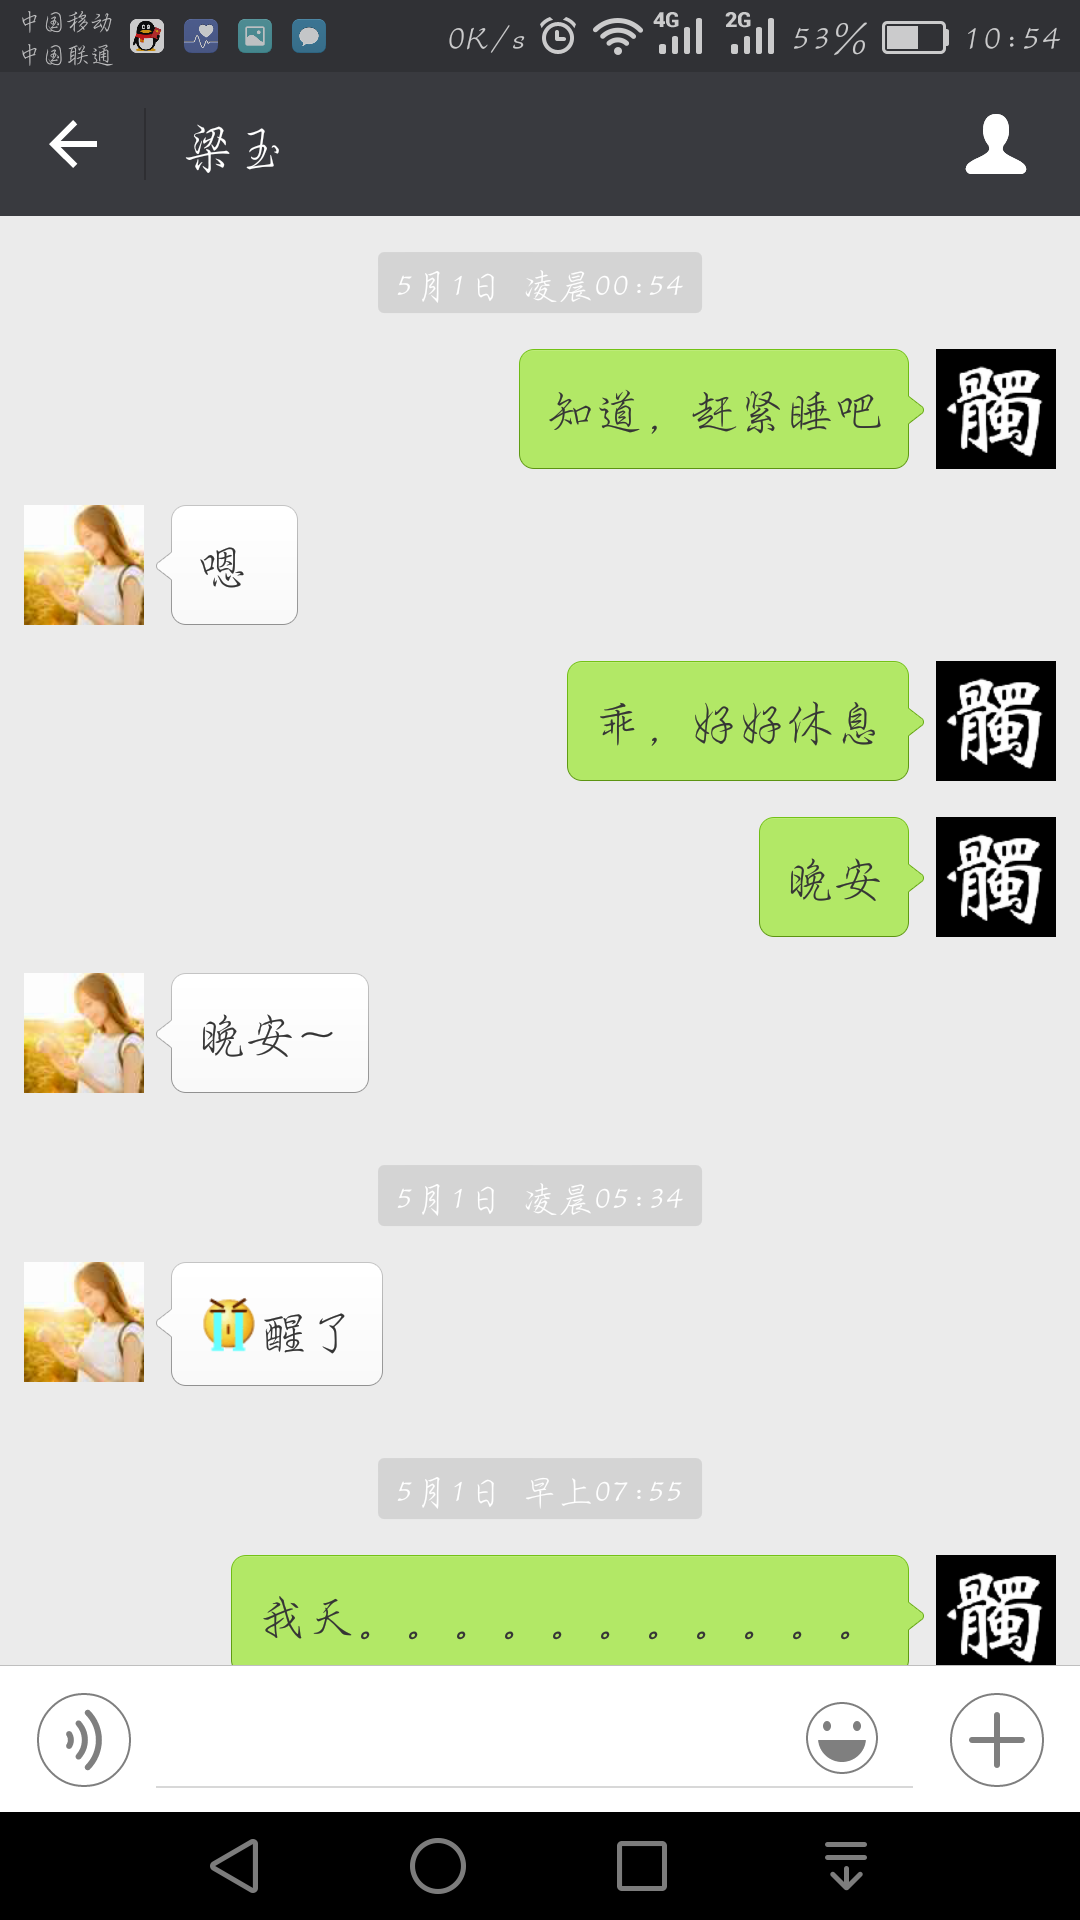 中国移动
中国联通
0K/s
4G
2G
53%
10:54
梁玉
5月1日 凌晨00:54
知道，赶紧睡吧
髑
嗯
乖，好好休息
髑
晚安
髑
晚安~
5月1日 凌晨05:34
醒了
5月1日 早上07:55
我天。。。。。。。。。。。
髑